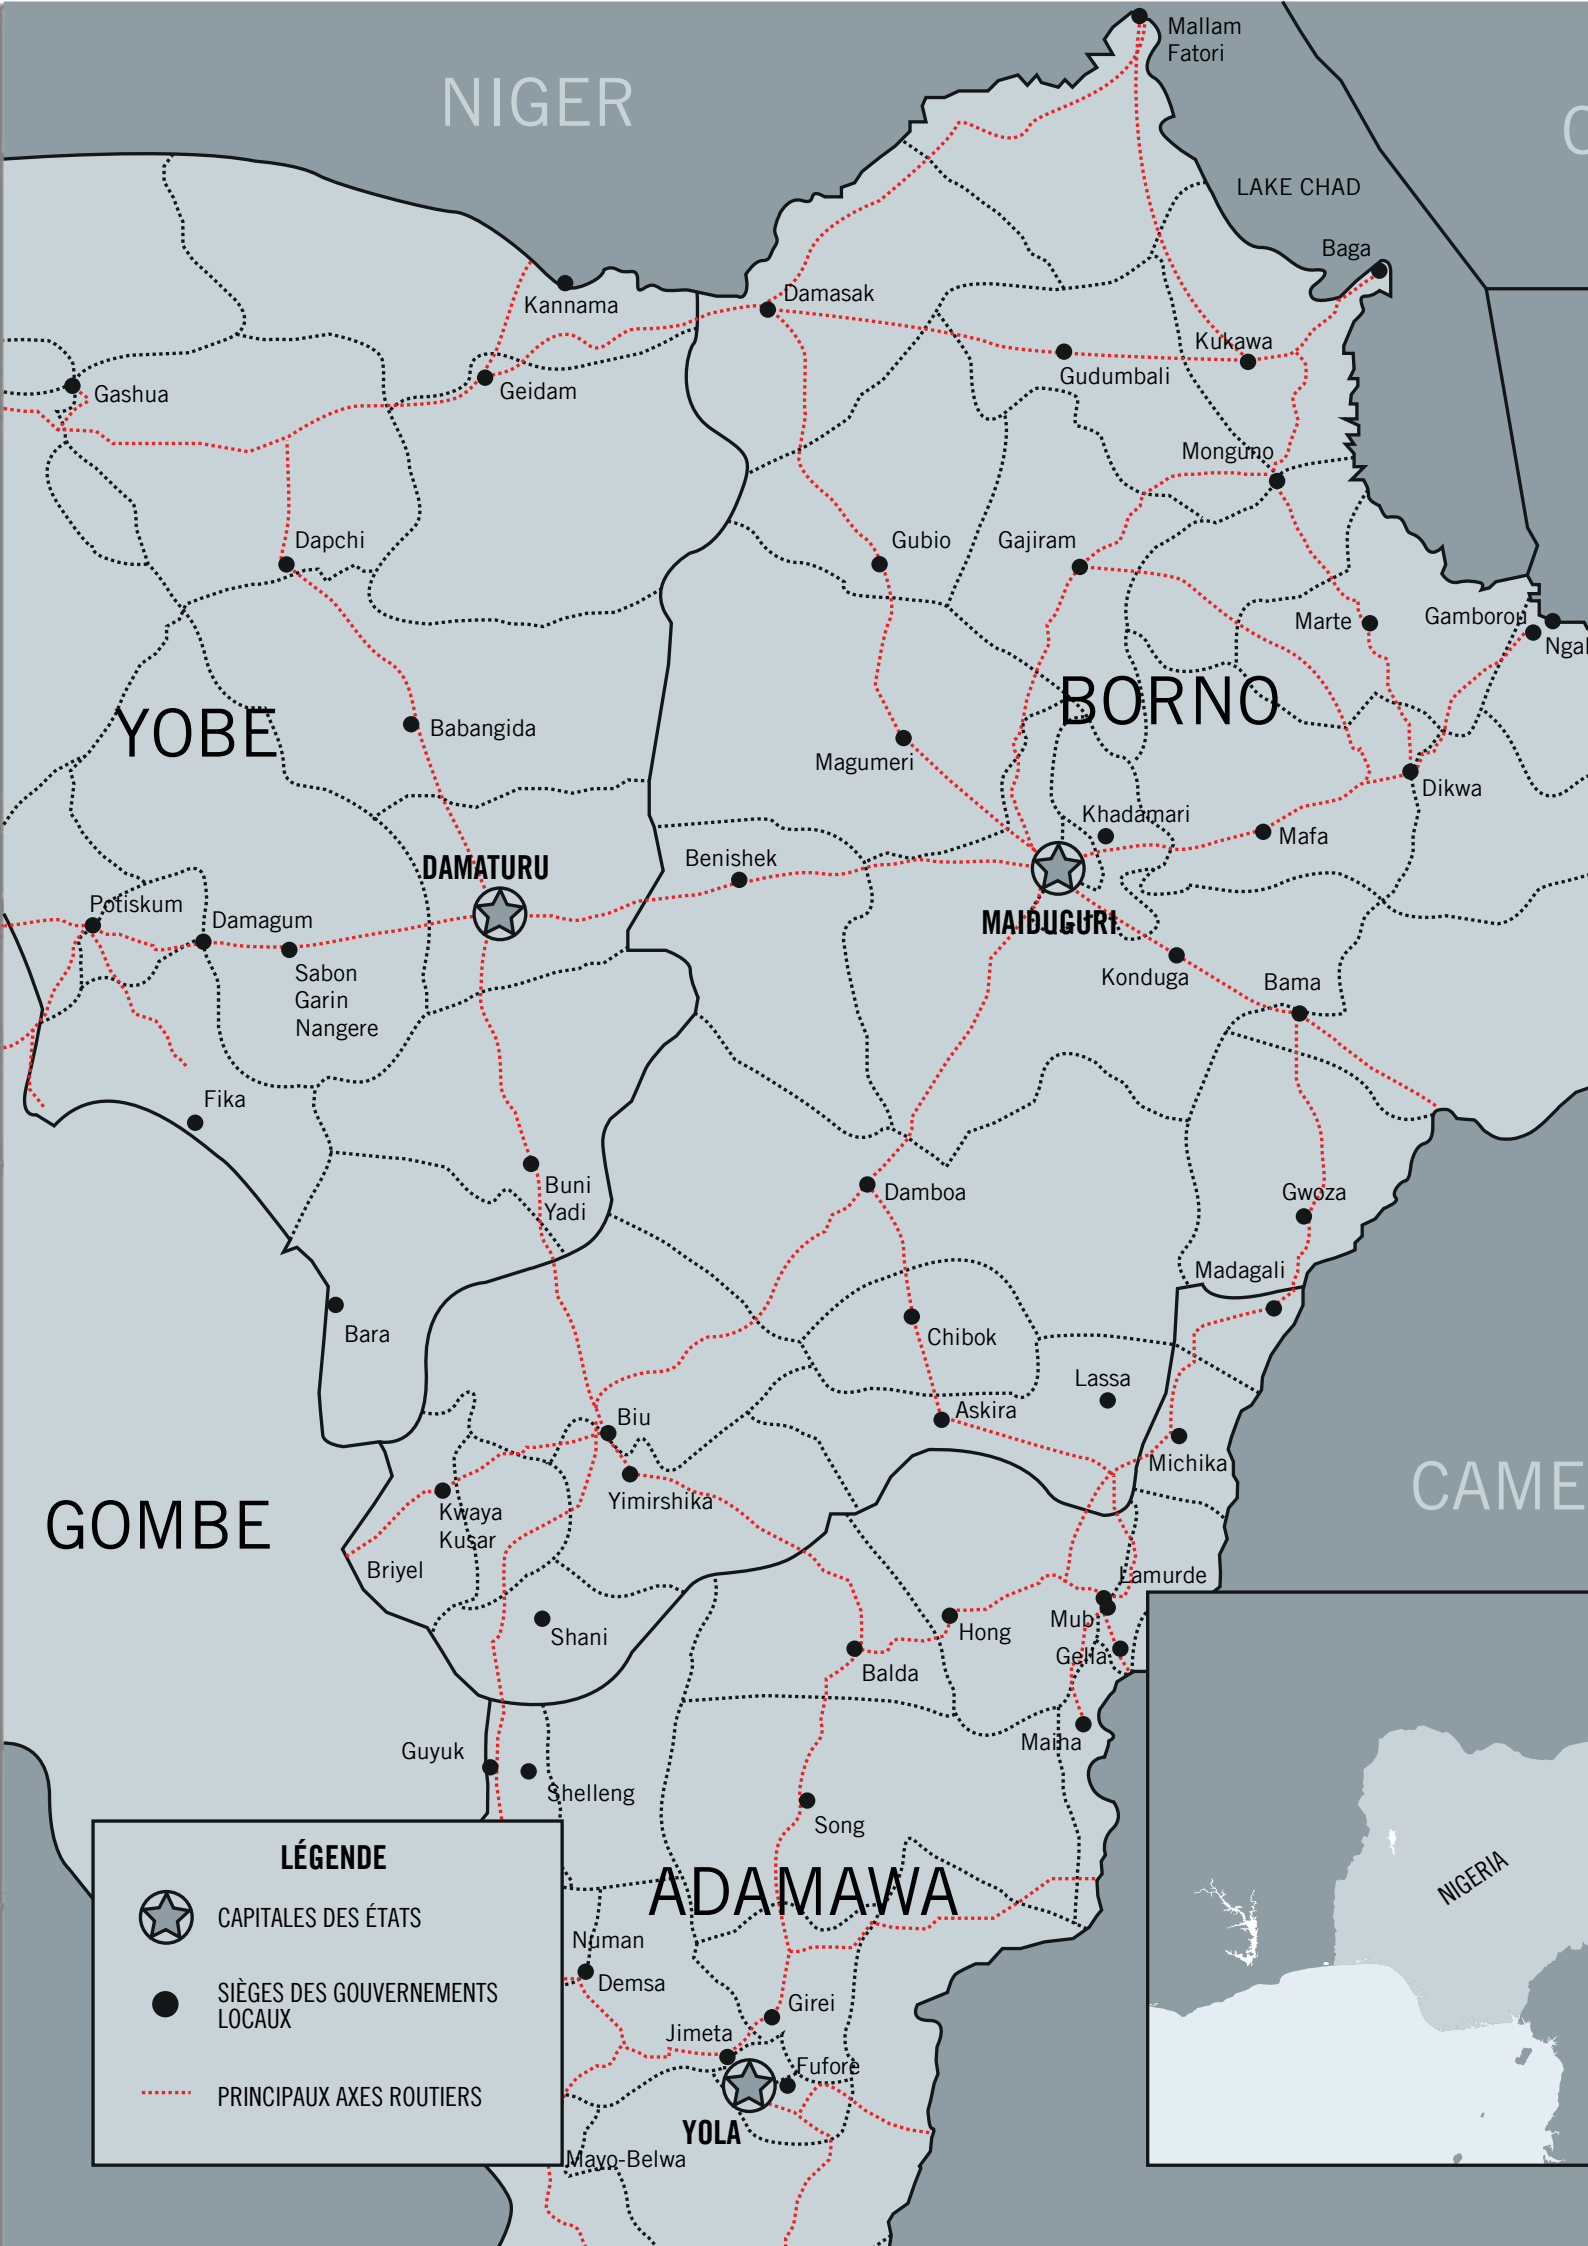 Mallam
Fatori
NIGER
LAKE CHAD
Baga
Kannama
Damasak
Kukawa
Gudumbali
Geidam
Gashua
Monguno
Dapchi
Gubio
Gajiram
Marte
Gamborou
BORNO
YOBE
Babangida
Magumeri
Dikwa
Khadamari
Mafa
Benishek
DAMATURU
Potiskum
Damagum
MAIDUGURI
Sabon
Garin
Nangere
Konduga
Bama
Fika
Buni
Yadi
Damboa
Gwoza
Madagali
Bara
Chibok
Lassa
Askira
Biu
Michika
Yimirshika
Kwaya
Kusar
GOMBE
Briyel
Lamurde
Mub
Hong
Shani
Gella
Balda
Maiha
Guyuk
Shelleng
Song
ADAMAWA
NIGERIA
LÉGENDE
CAPITALES DES ÉTATS
SIÈGES DES GOUVERNEMENTS
LOCAUX
PRINCIPAUX AXES ROUTIERS
Numan
Demsa
Girei
Jimeta
Fufore
YOLA
Mayo-Belwa